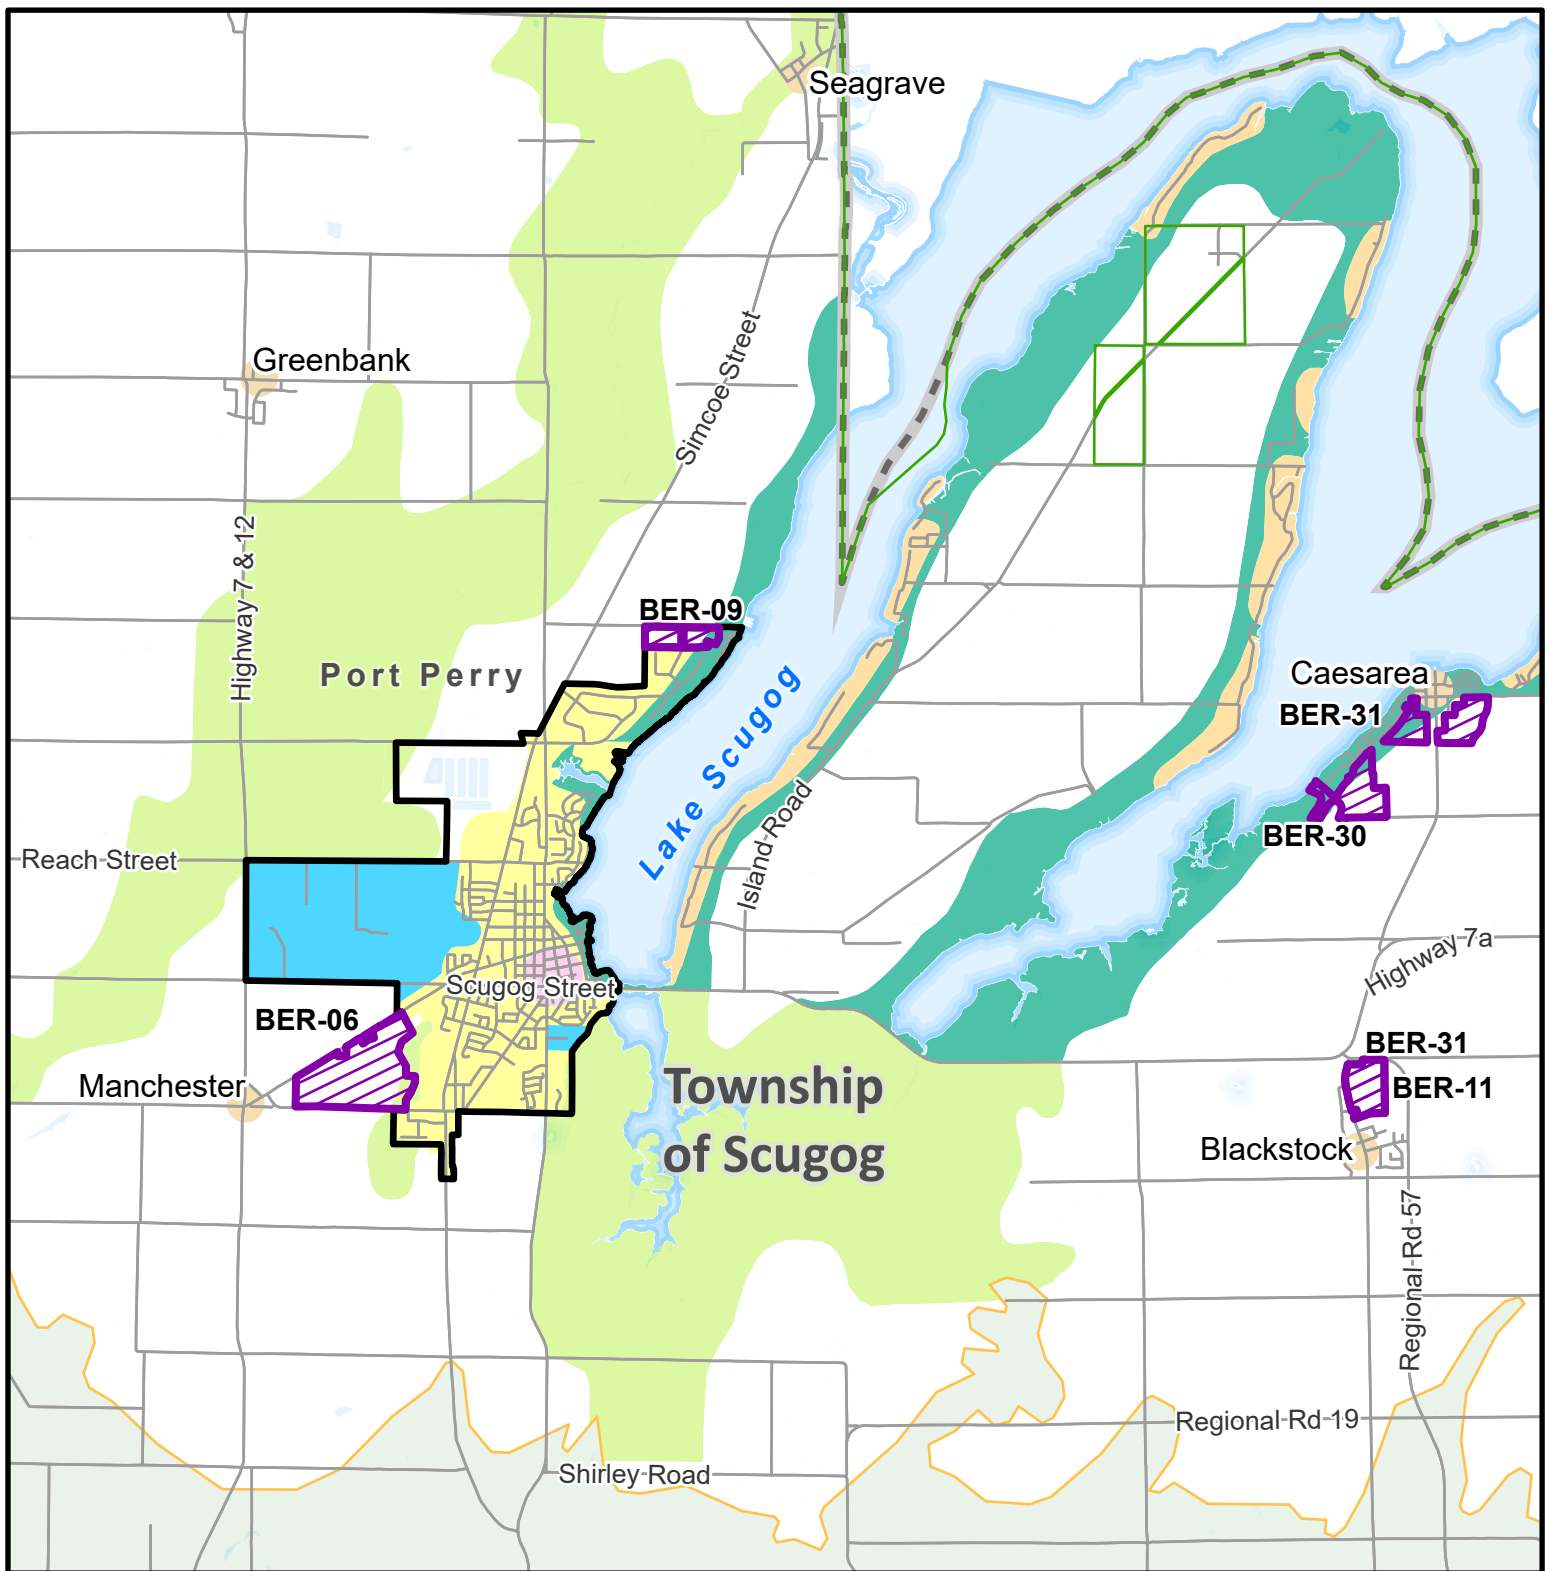 Seagrave
Greenbank
Simcoe Street
Highway 7 & 12
BER-09
Port Perry
Lake Scugog
Caesarea
BER-31
BER-30
Island Road
Reach Street
Highway 7a
Scugog Street
BER-06
Manchester
Township
of Scugog
BER-31
BER-11
Blackstock
Regional Rd 57
Regional Rd 19
Shirley Road